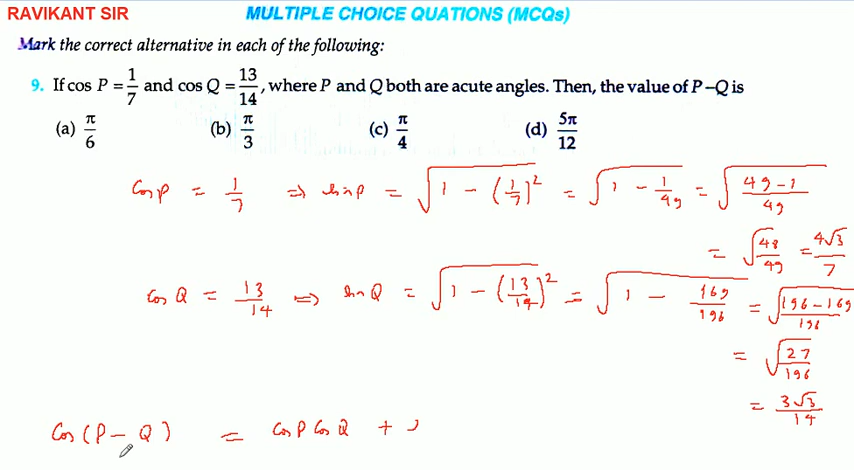 RAVIKANT SIR MULTIPLE CHOICE QUATIONS (MCQs)
Mark the correct alternative in each of the following:
9. If cos P = 1/7 and cos Q = 13/14, where P and Q both are acute angles. Then, the value of P – Q is
(a) π/6 (b) π/3 (c) π/4 (d) 5π/12
Cos P = 1/7 ⇒ sin P = √(1 - (1/7)²) = √(1 - 1/49) = √((49-1)/49)
= √(48/49) = 4√3/7
Cos Q = 13/14 ⇒ sin Q = √(1 - (13/14)²) = √(1 - 169/196) = √((196-169)/196)
= √(27/196)
= 3√3/14
Cos (P - Q) = Cos P Cos Q +